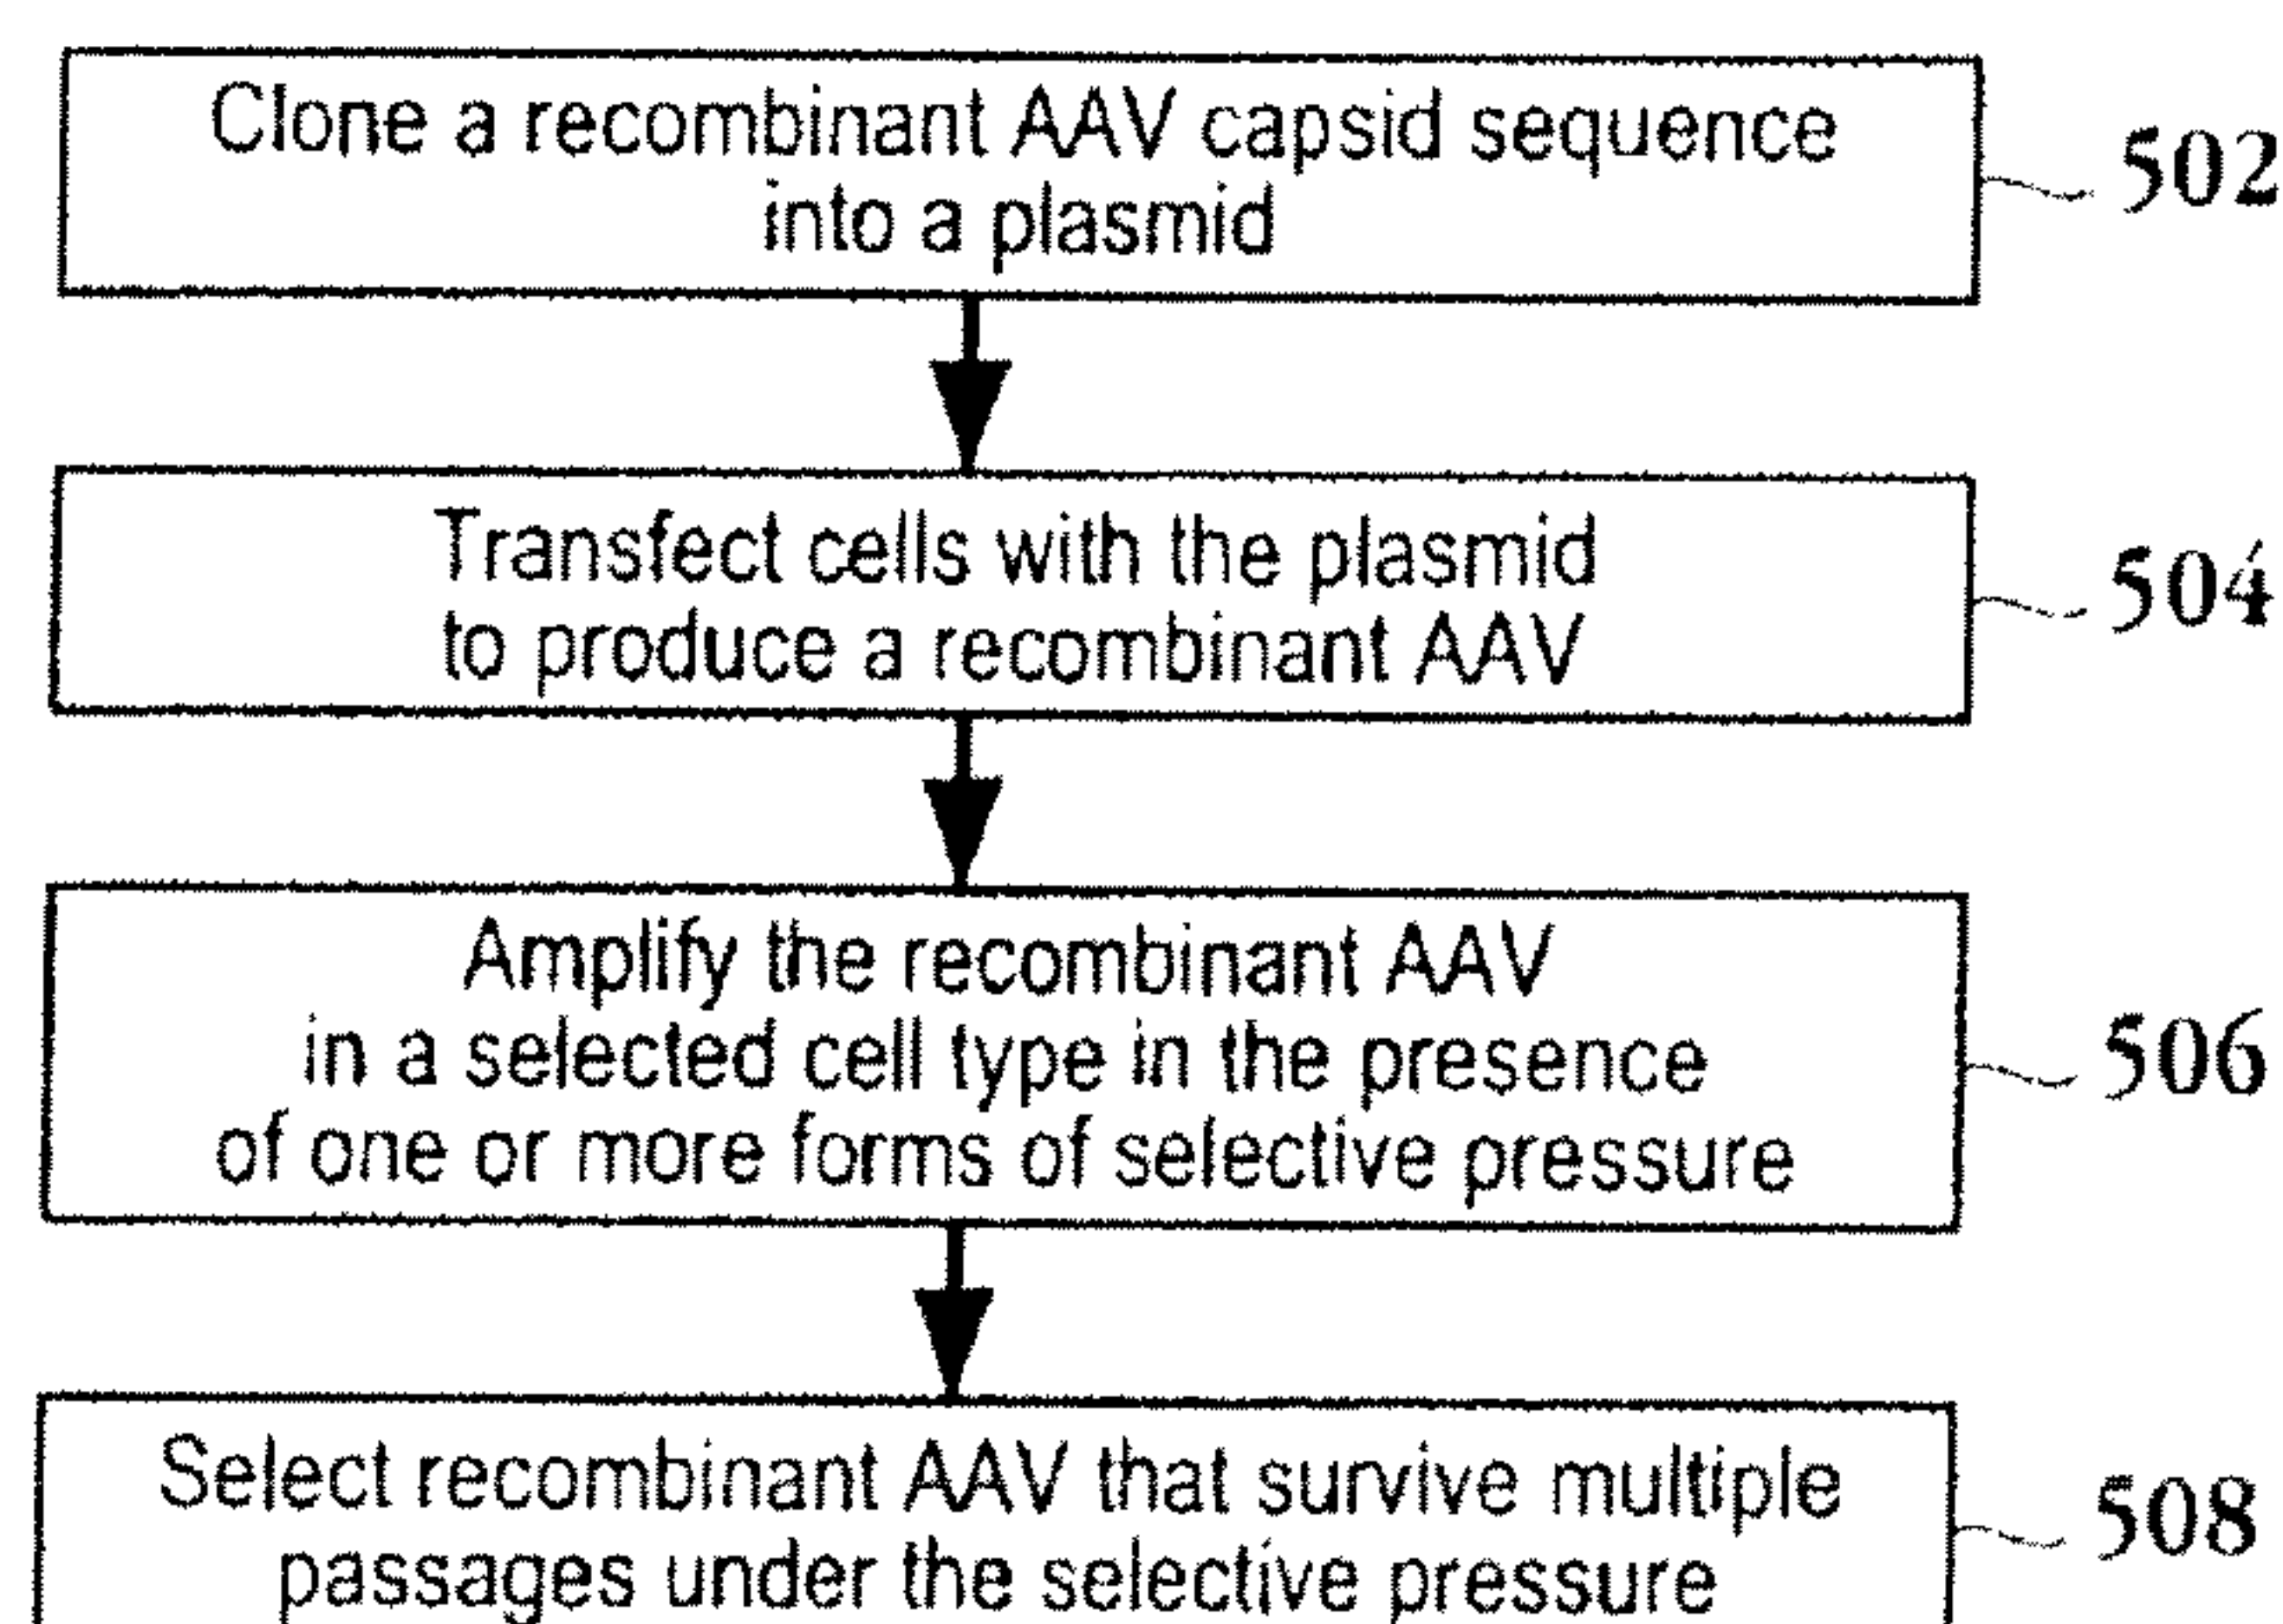 Clone a recombinant AAV capsid sequence
into a plasmid
502
Transfect cells with the plasmid
to produce a recombinant AAV
504
Amplify the recombinant AAV
in a selected cell type in the presence
of one or more forms of selective pressure
506
Select recombinant AAV that survive multiple
passages under the selective pressure
508